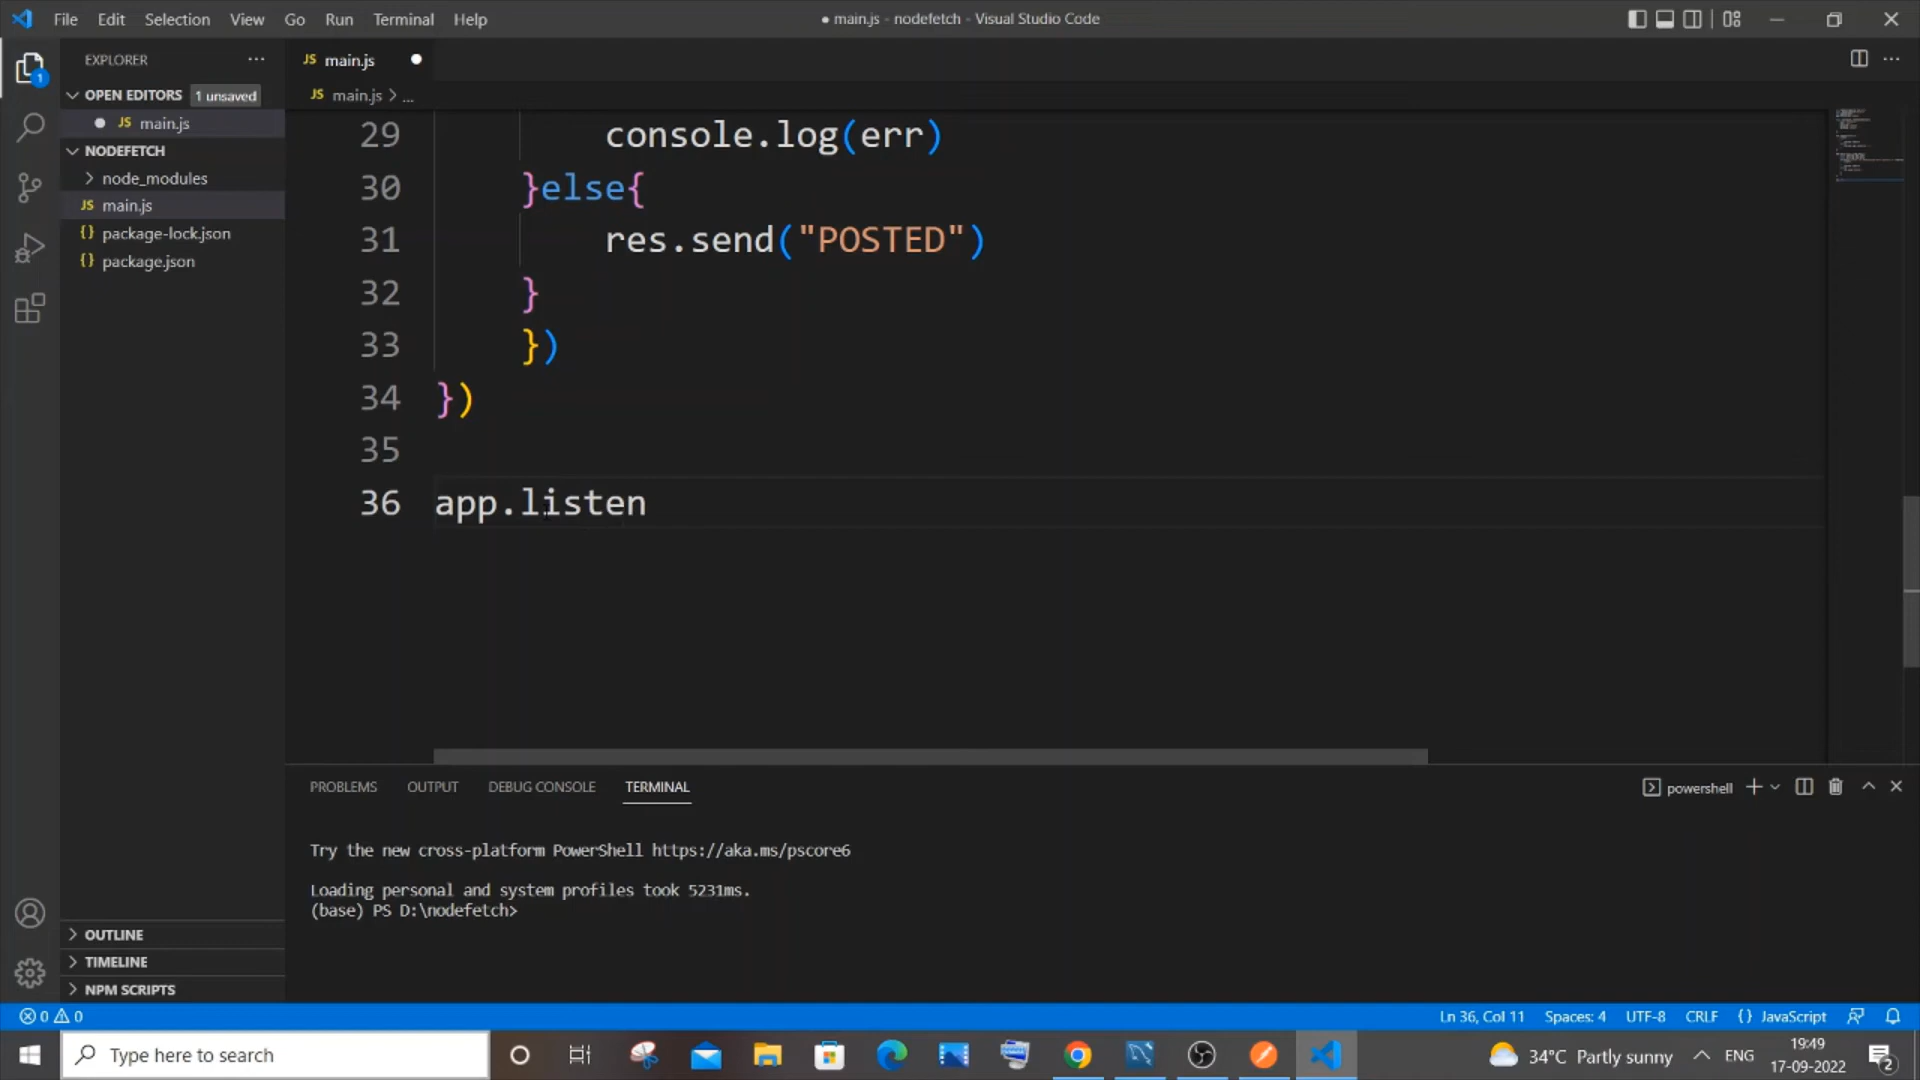 File Edit Selection View Go Run Terminal Help
● main.js - nodefetch - Visual Studio Code
EXPLORER
OPEN EDITORS 1 unsaved
JS main.js
NODEFETCH
node_modules
JS main.js
{} package-lock.json
{} package.json
OUTLINE
TIMELINE
NPM SCRIPTS
JS main.js
JS main.js > ...
29 console.log(err)
30 }else{
31 res.send("POSTED")
32 }
33 })
34 })
35
36 app.listen
PROBLEMS OUTPUT DEBUG CONSOLE TERMINAL
powershell
Try the new cross-platform PowerShell https://aka.ms/pscore6
Loading personal and system profiles took 5231ms.
(base) PS D:\nodefetch>
0 0
Ln 36, Col 11 Spaces: 4 UTF-8 CRLF {} JavaScript
Type here to search
34°C Partly sunny
ENG
19:49
17-09-2022
2
1